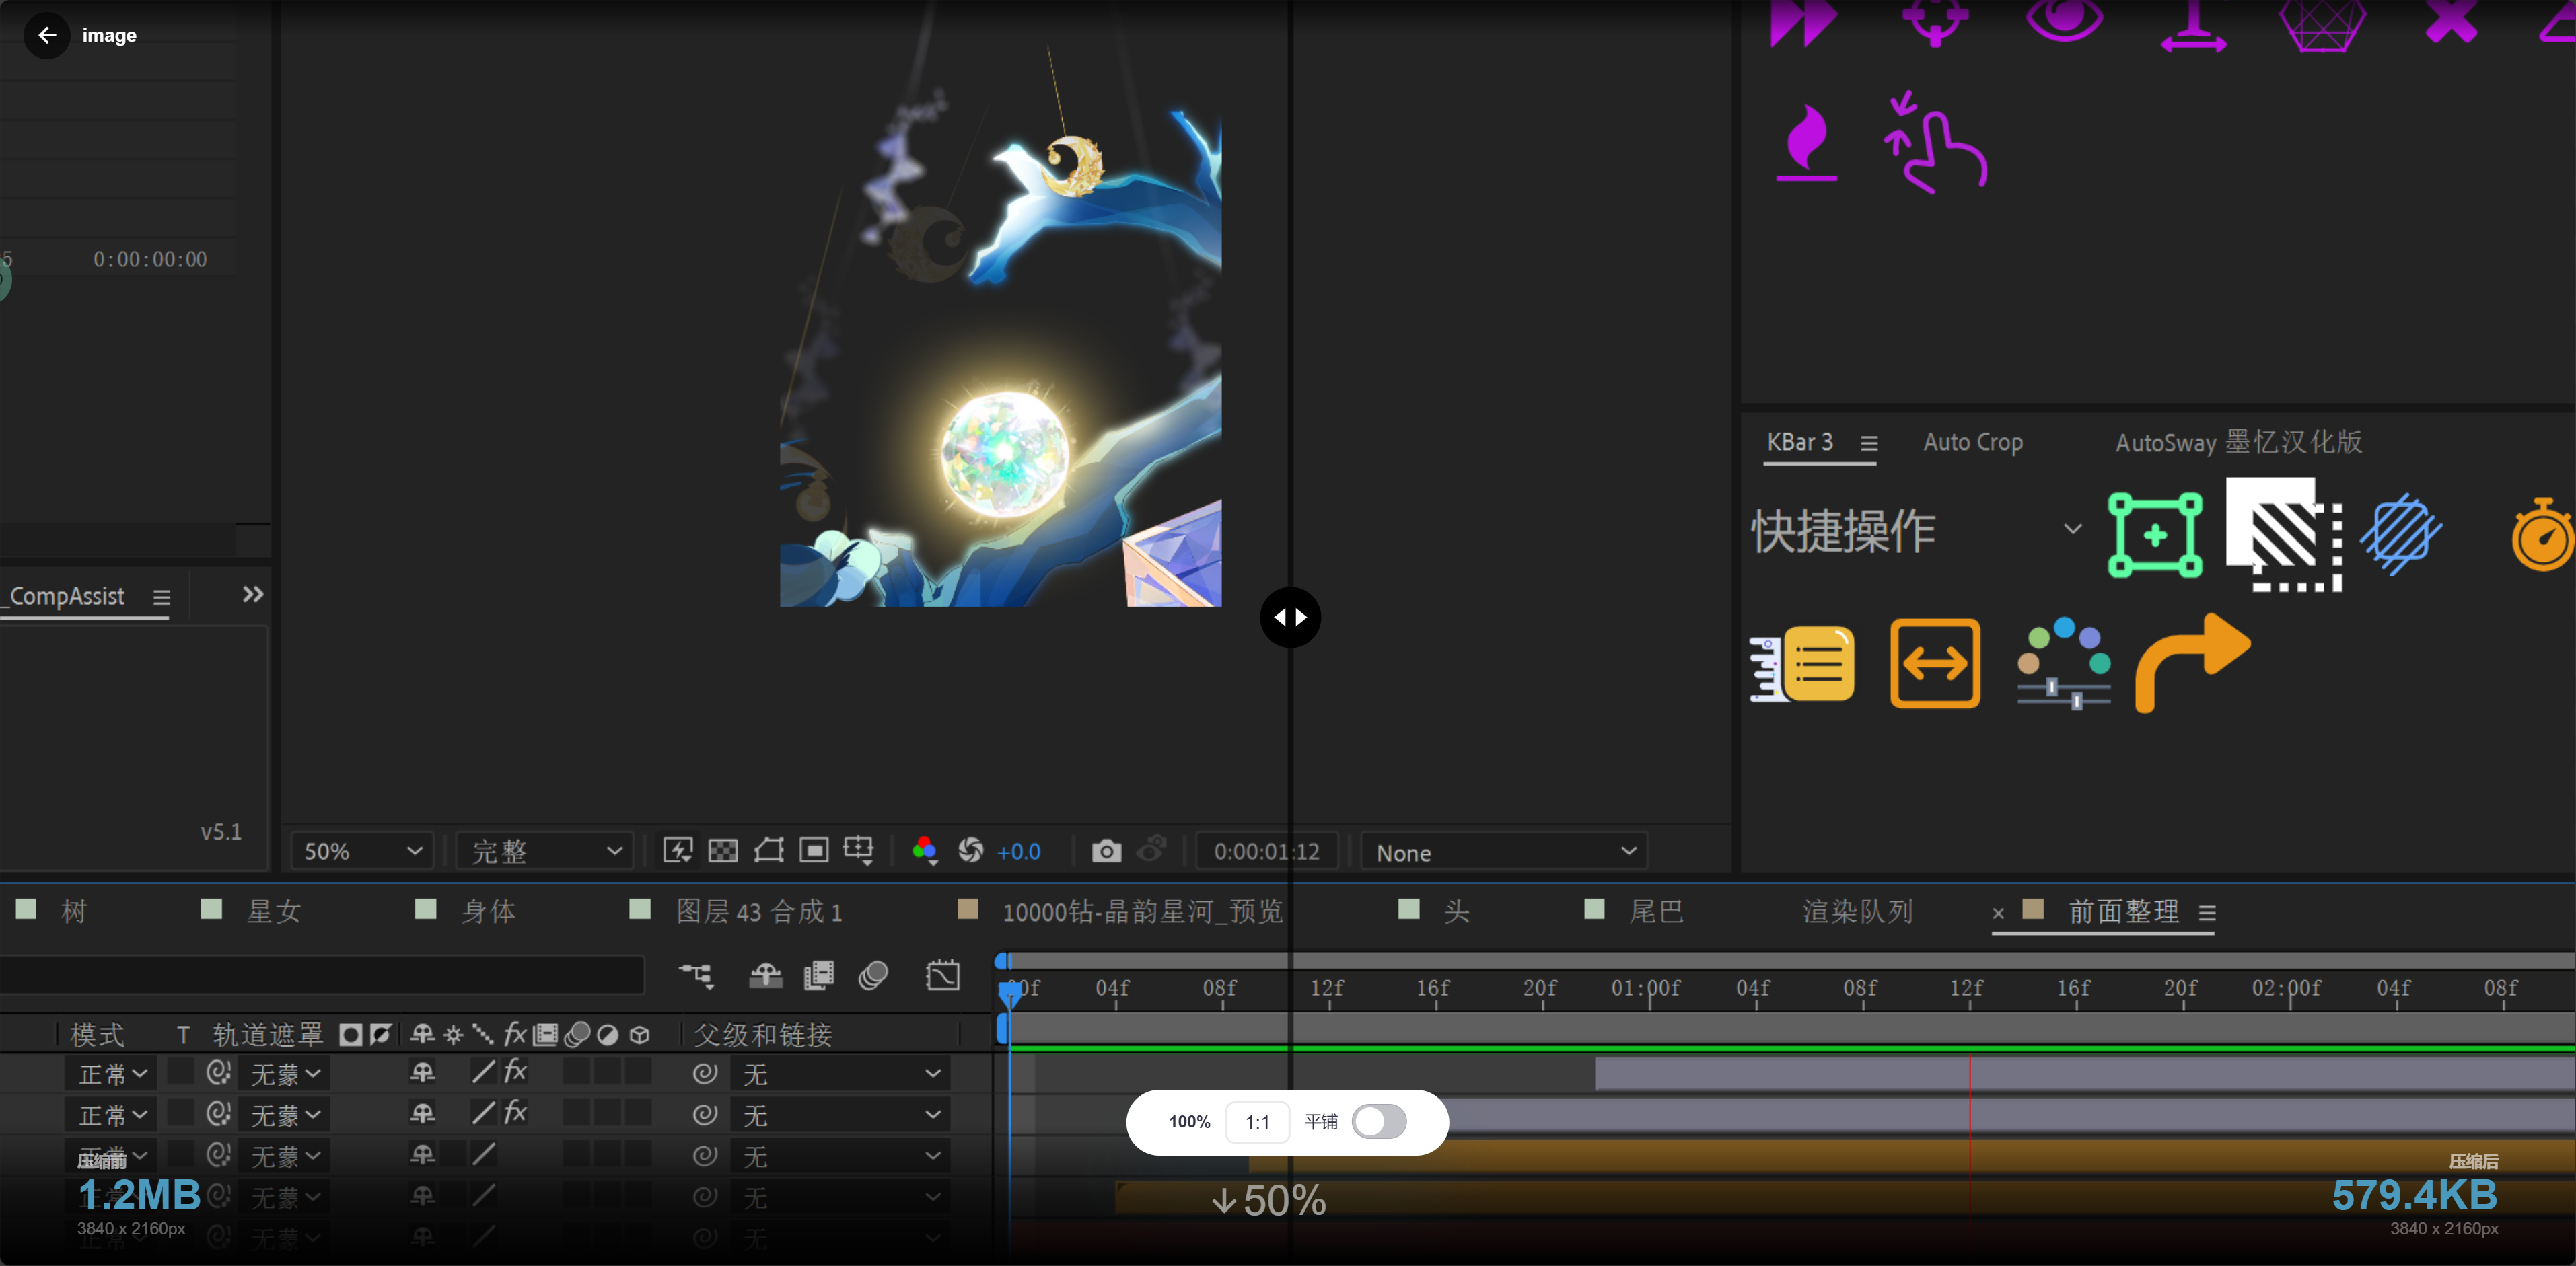 image
5
0:00:00:00
KBar 3
Auto Crop
AutoSway 墨忆汉化版
快捷操作
_CompAssist
v5.1
50%
完整
+0.0
0:00:01:12
None
树
星女
身体
图层 43 合成 1
10000钻-晶韵星河_预览
头
尾巴
渲染队列
× 前面整理
00f 04f 08f 12f 16f 20f 01:00f 04f 08f 12f 16f 20f 02:00f 04f 08f
模式 T 轨道遮罩 fx 父级和链接
正常 无蒙 fx 无
正常 无蒙 fx 无
100% 1:1 平铺
无蒙 无
正常 无蒙 无
正常 无蒙 无
压缩前
1.2MB
3840 x 2160px
↓50%
压缩后
579.4KB
3840 x 2160px